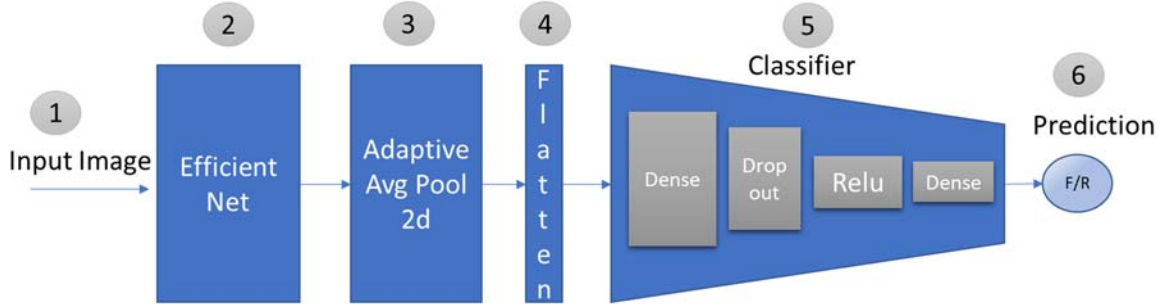 1
Input Image
2
Efficient
Net
3
Adaptive
Avg Pool
2d
4
F
l
a
t
t
e
n
5
Classifier
Dense
Drop
out
Relu
Dense
6
Prediction
F/R